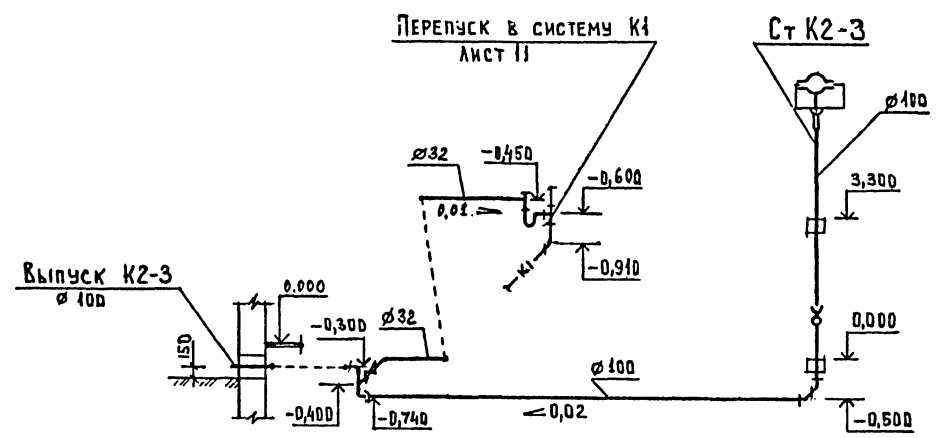 Перепуск в систему К1
лист 11
Ст К2-3
ø100
ø32
-0,450
-0,600
0,01
3,300
К1
-0,910
Выпуск К2-3
ø 100
0.000
-0,300
ø32
0,000
150
ø100
-0,400
-0,740
0,02
-0,500